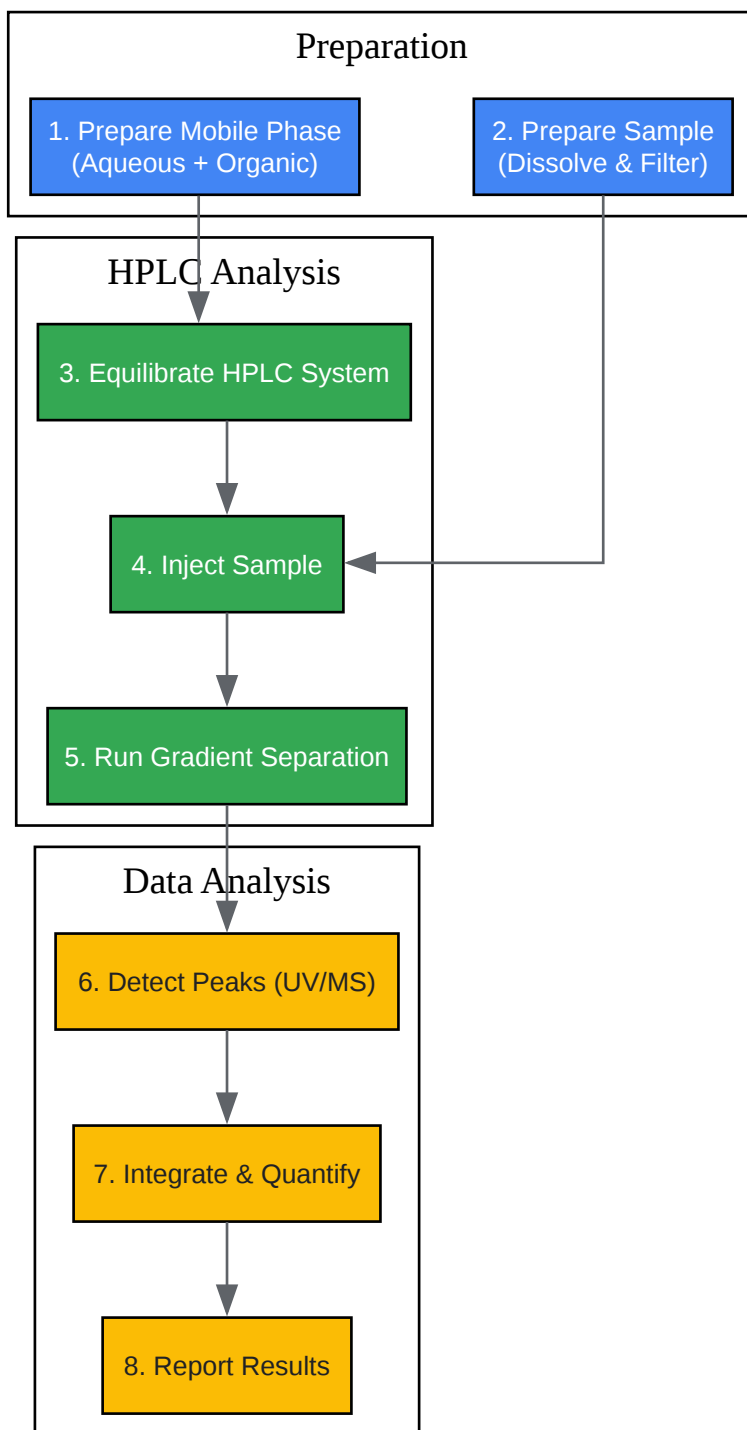 Preparation
1. Prepare Mobile Phase
(Aqueous + Organic)
2. Prepare Sample
(Dissolve & Filter)
HPLC Analysis
3. Equilibrate HPLC System
4. Inject Sample
5. Run Gradient Separation
Data Analysis
6. Detect Peaks (UV/MS)
7. Integrate & Quantify
8. Report Results